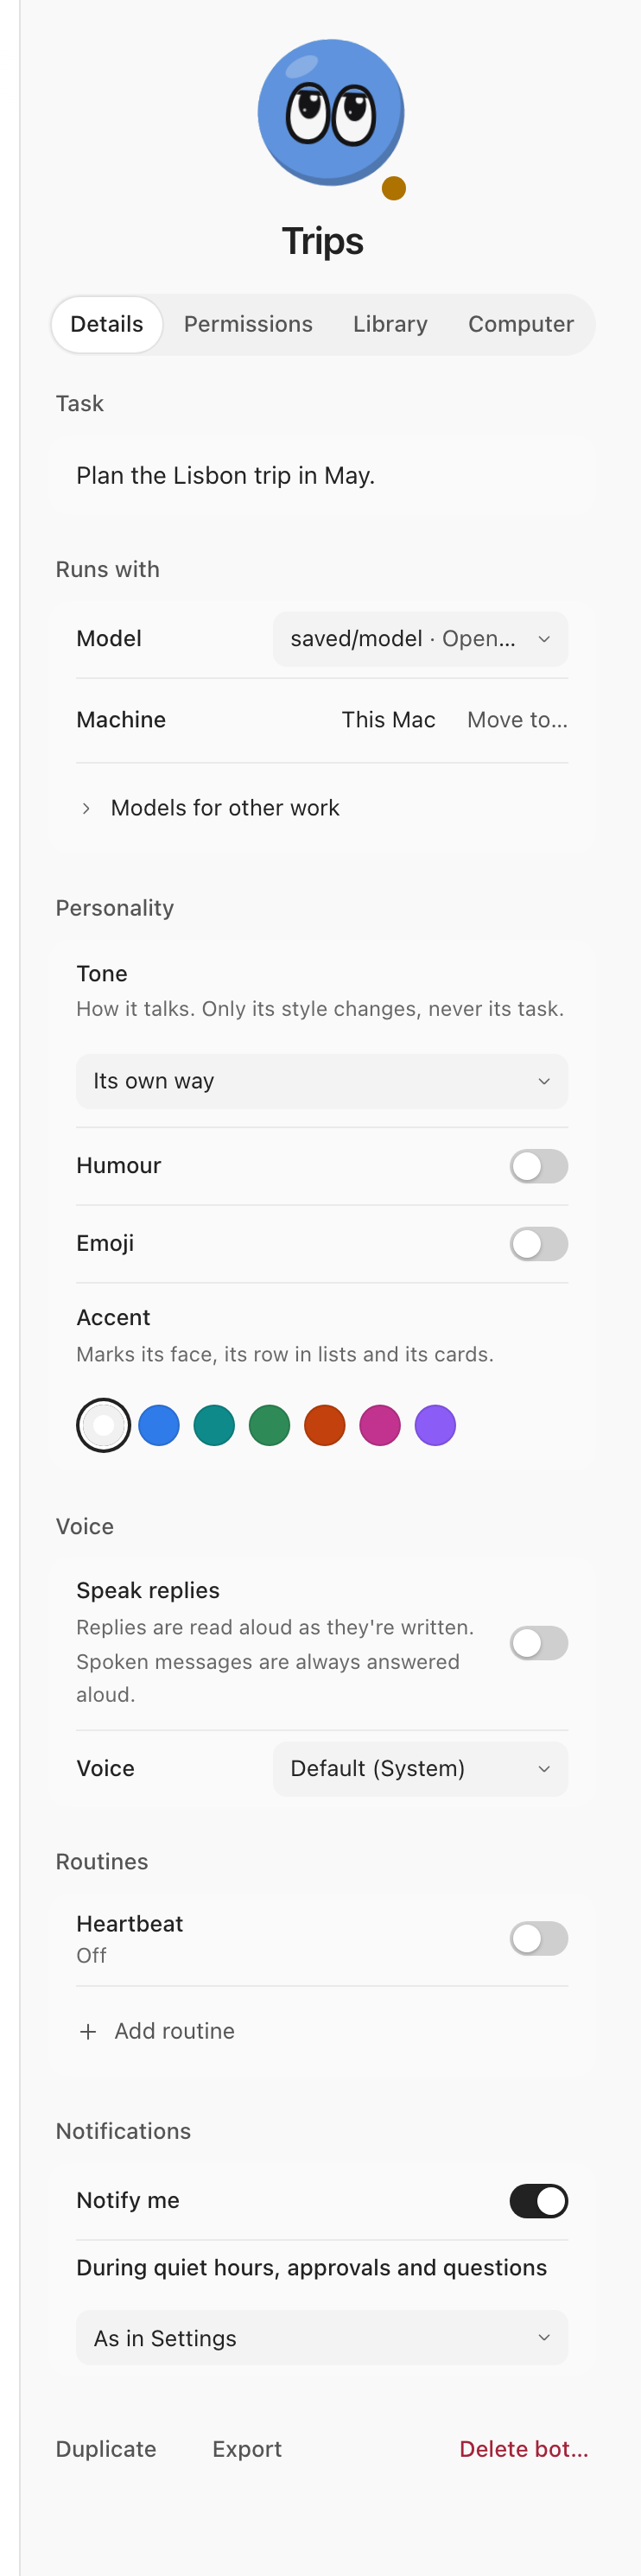 Trips
Details Permissions Library Computer
Task
Plan the Lisbon trip in May.
Runs with
Model saved/model · Open...
Machine This Mac Move to...
Models for other work
Personality
Tone
How it talks. Only its style changes, never its task.
Its own way
Humour
Emoji
Accent
Marks its face, its row in lists and its cards.
Voice
Speak replies
Replies are read aloud as they're written.
Spoken messages are always answered
aloud.
Voice Default (System)
Routines
Heartbeat
Off
+ Add routine
Notifications
Notify me
During quiet hours, approvals and questions
As in Settings
Duplicate Export Delete bot...